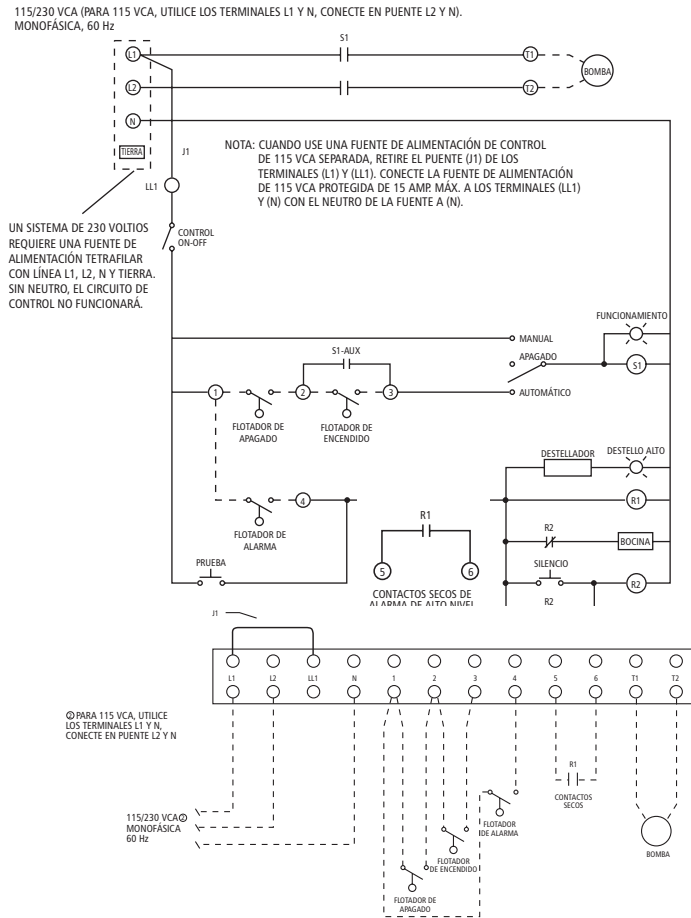 115/230 VCA (PARA 115 VCA, UTILICE LOS TERMINALES L1 Y N, CONECTE EN PUENTE L2 Y N).
MONOFÁSICA, 60 Hz
S1
L1
T1
BOMBA
L2
T2
N
TIERRA
J1
NOTA: CUANDO USE UNA FUENTE DE ALIMENTACIÓN DE CONTROL
DE 115 VCA SEPARADA, RETIRE EL PUENTE (J1) DE LOS
TERMINALES (L1) Y (LL1). CONECTE LA FUENTE DE ALIMENTACIÓN
DE 115 VCA PROTEGIDA DE 15 AMP. MÁX. A LOS TERMINALES (LL1)
Y (N) CON EL NEUTRO DE LA FUENTE A (N).
LL1
UN SISTEMA DE 230 VOLTIOS
REQUIERE UNA FUENTE DE
ALIMENTACIÓN TETRAFILAR
CON LÍNEA L1, L2, N Y TIERRA.
SIN NEUTRO, EL CIRCUITO DE
CONTROL NO FUNCIONARÁ.
CONTROL
ON-OFF
FUNCIONAMIENTO
MANUAL
S1-AUX
APAGADO
S1
1
2
3
AUTOMÁTICO
FLOTADOR DE
APAGADO
FLOTADOR DE
ENCENDIDO
DESTELLADOR
DESTELLO ALTO
4
R1
FLOTADOR DE
ALARMA
R1
R2
BOCINA
PRUEBA
5
6
SILENCIO
R2
CONTACTOS SECOS DE
ALARMA DE ALTO NIVEL
R2
J1
L1
L2
LL1
N
1
2
3
4
5
6
T1
T2
② PARA 115 VCA, UTILICE
LOS TERMINALES L1 Y N,
CONECTE EN PUENTE L2 Y N
R1
CONTACTOS
SECOS
115/230 VCA②
MONOFÁSICA
60 Hz
FLOTADOR
DE ALARMA
BOMBA
FLOTADOR
DE ENCENDIDO
FLOTADOR DE
APAGADO